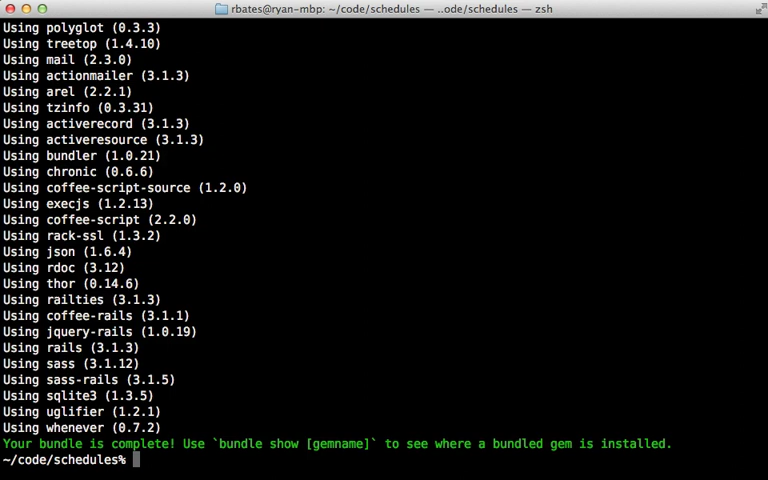 rbates@ryan-mbp: ~/code/schedules — ..ode/schedules — zsh
Using polyglot (0.3.3)
Using treetop (1.4.10)
Using mail (2.3.0)
Using actionmailer (3.1.3)
Using arel (2.2.1)
Using tzinfo (0.3.31)
Using activerecord (3.1.3)
Using activeresource (3.1.3)
Using bundler (1.0.21)
Using chronic (0.6.6)
Using coffee-script-source (1.2.0)
Using execjs (1.2.13)
Using coffee-script (2.2.0)
Using rack-ssl (1.3.2)
Using json (1.6.4)
Using rdoc (3.12)
Using thor (0.14.6)
Using railties (3.1.3)
Using coffee-rails (3.1.1)
Using jquery-rails (1.0.19)
Using rails (3.1.3)
Using sass (3.1.12)
Using sass-rails (3.1.5)
Using sqlite3 (1.3.5)
Using uglifier (1.2.1)
Using whenever (0.7.2)
Your bundle is complete! Use `bundle show [gemname]` to see where a bundled gem is installed.
~/code/schedules%